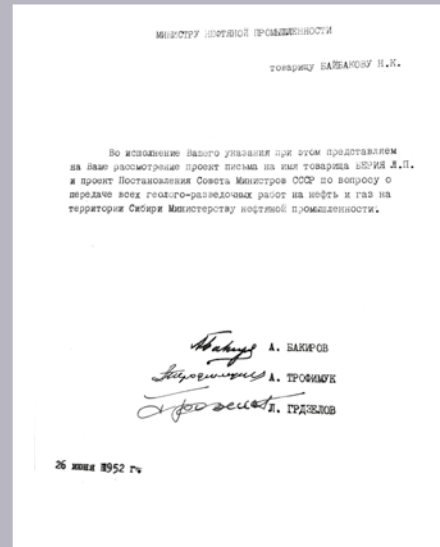 МИНИСТРУ НЕФТЯНОЙ ПРОМЫШЛЕННОСТИ
товарищу БАЙБАКОВУ Н.К.
Во исполнение Вашего указания при этом представляем
на Ваше рассмотрение проект письма на имя товарища БЕРИЯ Л.П.
и проект Постановления Совета Министров СССР по вопросу о
передаче всех геолого-разведочных работ на нефть и газ на
территории Сибири Министерству нефтяной промышленности.
А. БАКИРОВ
А. ТРОФИМУК
Л. ГРДЗЕЛОВ
26 июня 1952 г.